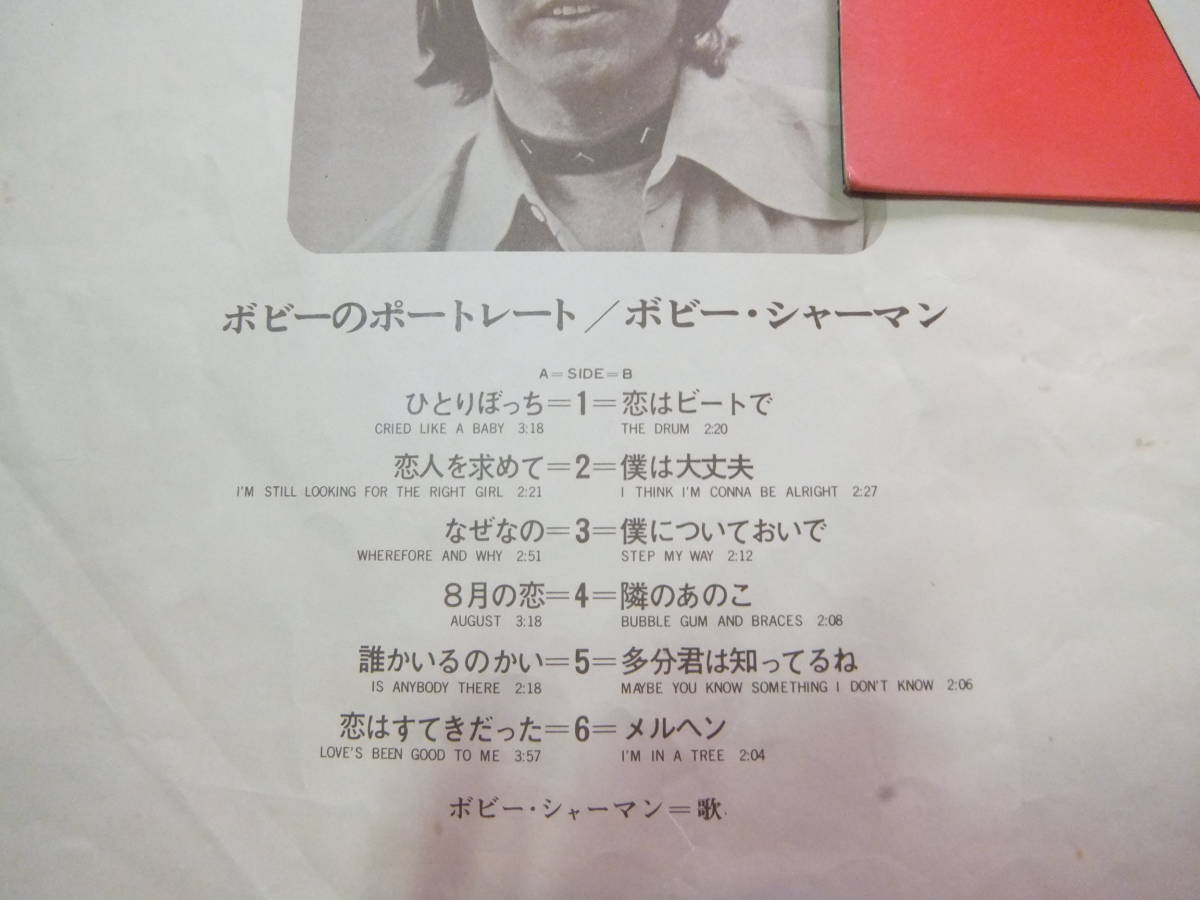 ボビーのポートレート／ボビー・シャーマン
A=SIDE=B
ひとりぼっち=1=恋はビートで
CRIED LIKE A BABY 3:18 THE DRUM 2:20
恋人を求めて=2=僕は大丈夫
I'M STILL LOOKING FOR THE RIGHT GIRL 2:21 I THINK I'M CONNA BE ALRIGHT 2:27
なぜなの=3=僕についておいで
WHEREFORE AND WHY 2:51 STEP MY WAY 2:12
8月の恋=4=隣のあのこ
AUGUST 3:18 BUBBLE GUM AND BRACES 2:08
誰かいるのかい=5=多分君は知ってるね
IS ANYBODY THERE 2:18 MAYBE YOU KNOW SOMETHING I DON'T KNOW 2:06
恋はすてきだった=6=メルヘン
LOVE'S BEEN GOOD TO ME 3:57 I'M IN A TREE 2:04
ボビー・シャーマン=歌